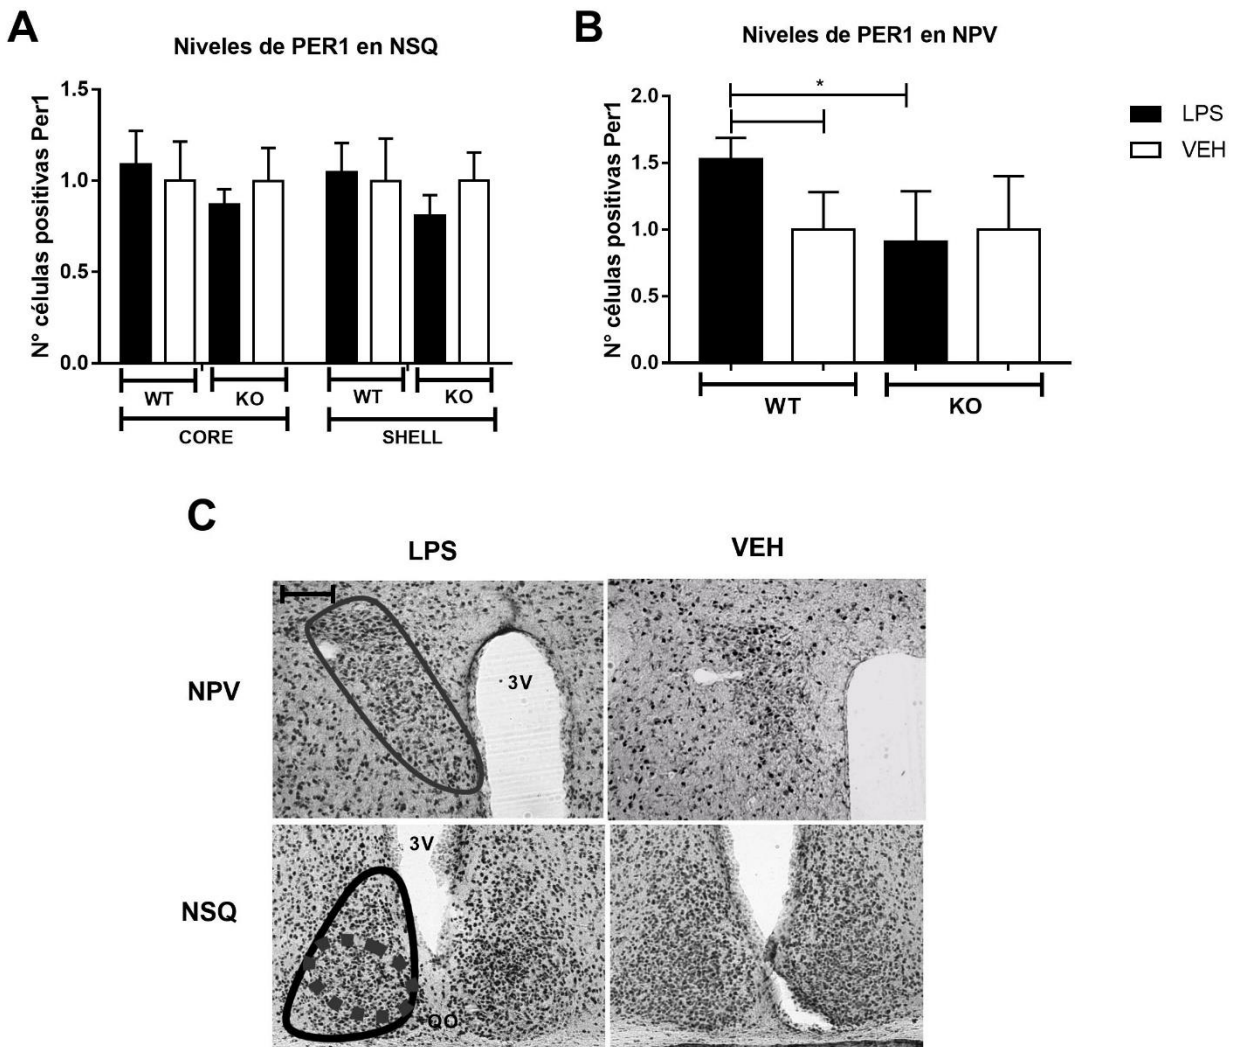 A
Niveles de PER1 en NSQ
N° células positivas Per1
1.5
1.0
0.5
0.0
WT
KO
WT
KO
CORE
SHELL
B
Niveles de PER1 en NPV
N° células positivas Per1
2.0
1.5
1.0
0.5
0.0
*
WT
KO
LPS
VEH
C
LPS
VEH
NPV
3V
NSQ
3V
QO